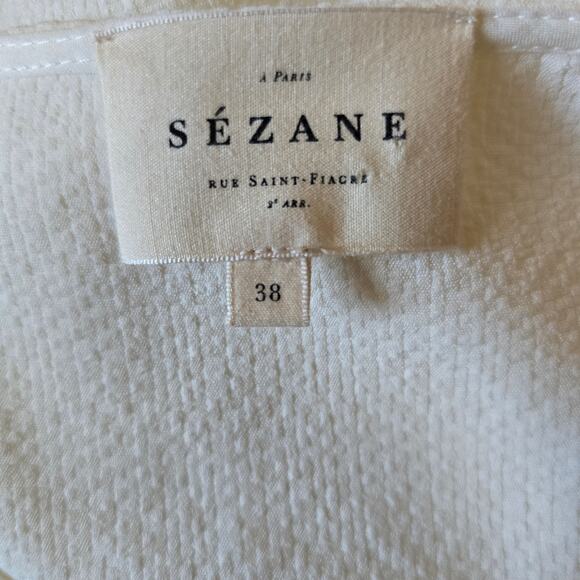 A PARIS
SÉZANE
RUE SAINT-FIACRE
2ᵉ ARR.
38